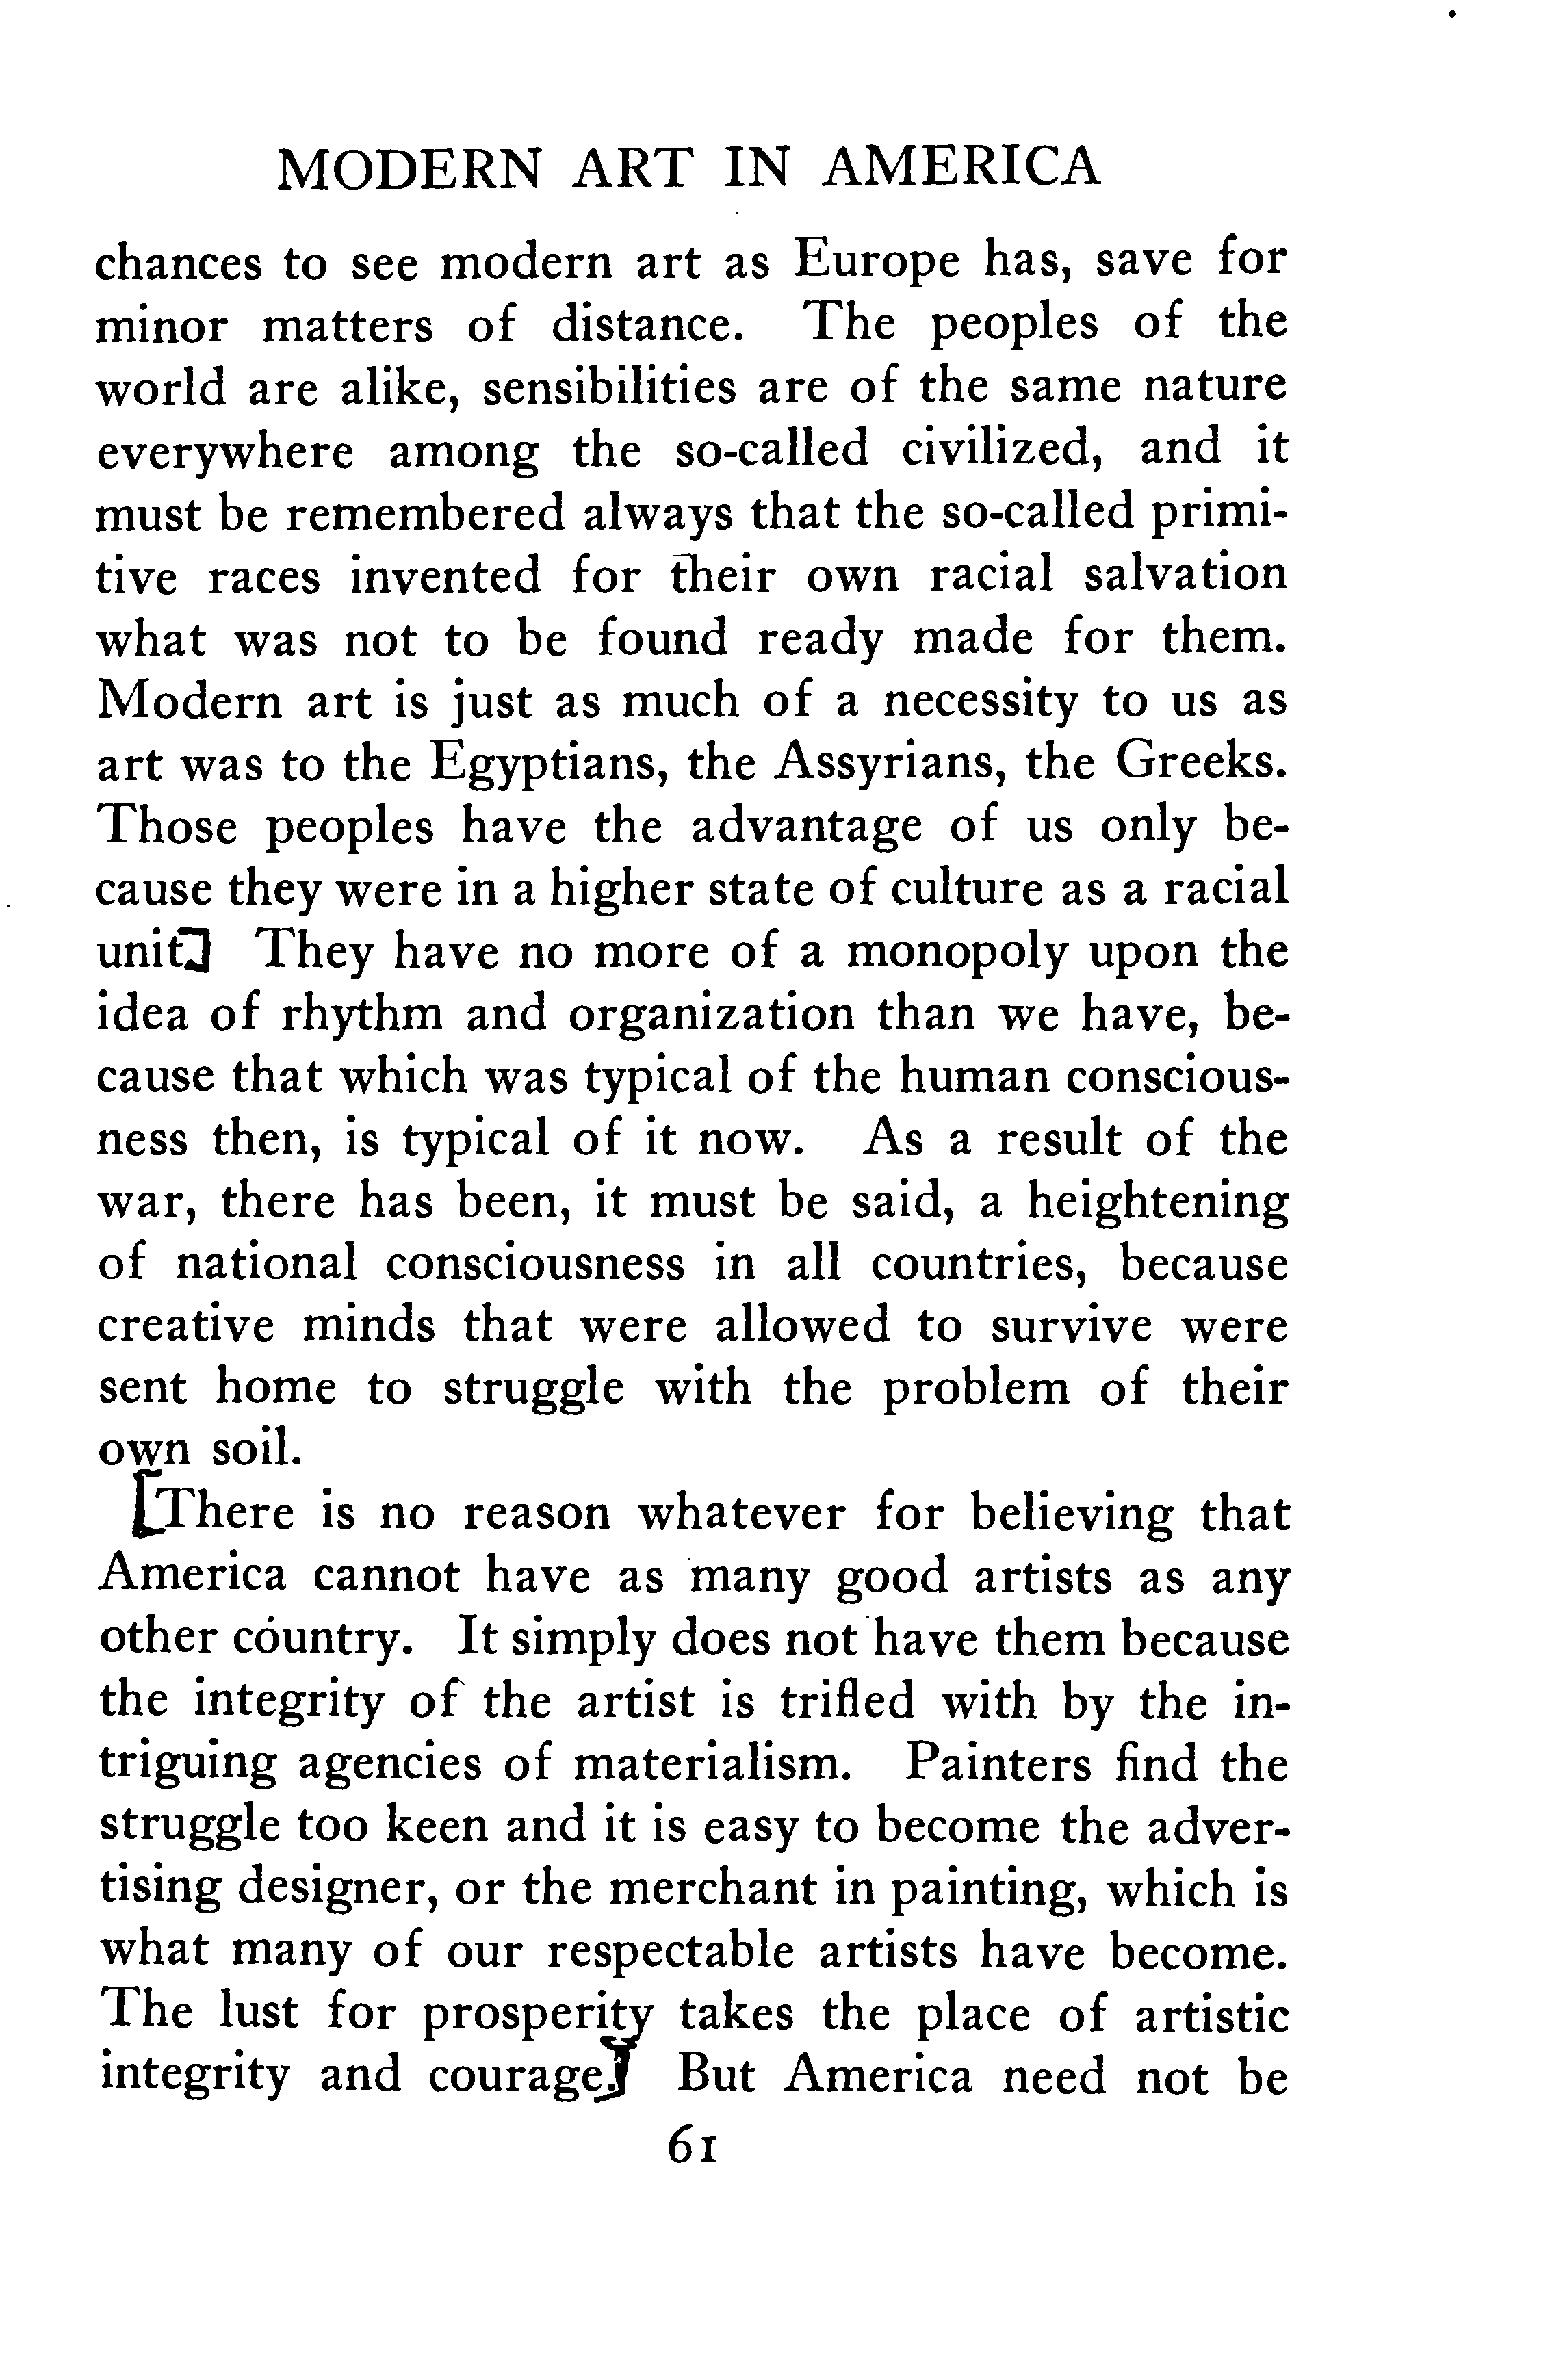 MODERN ART IN AMERICA
chances to see modern art as Europe has, save for
minor matters of distance. The peoples of the
world are alike, sensibilities are of the same nature
everywhere among the so-called civilized, and it
must be remembered always that the so-called primi-
tive races invented for their own racial salvation
what was not to be found ready made for them.
Modern art is just as much of a necessity to us as
art was to the Egyptians, the Assyrians, the Greeks.
Those peoples have the advantage of us only be-
cause they were in a higher state of culture as a racial
unit.] They have no more of a monopoly upon the
idea of rhythm and organization than we have, be-
cause that which was typical of the human conscious-
ness then, is typical of it now. As a result of the
war, there has been, it must be said, a heightening
of national consciousness in all countries, because
creative minds that were allowed to survive were
sent home to struggle with the problem of their
own soil.
[There is no reason whatever for believing that
America cannot have as many good artists as any
other country. It simply does not have them because
the integrity of the artist is trifled with by the in-
triguing agencies of materialism. Painters find the
struggle too keen and it is easy to become the adver-
tising designer, or the merchant in painting, which is
what many of our respectable artists have become.
The lust for prosperity takes the place of artistic
integrity and courage.] But America need not be
61